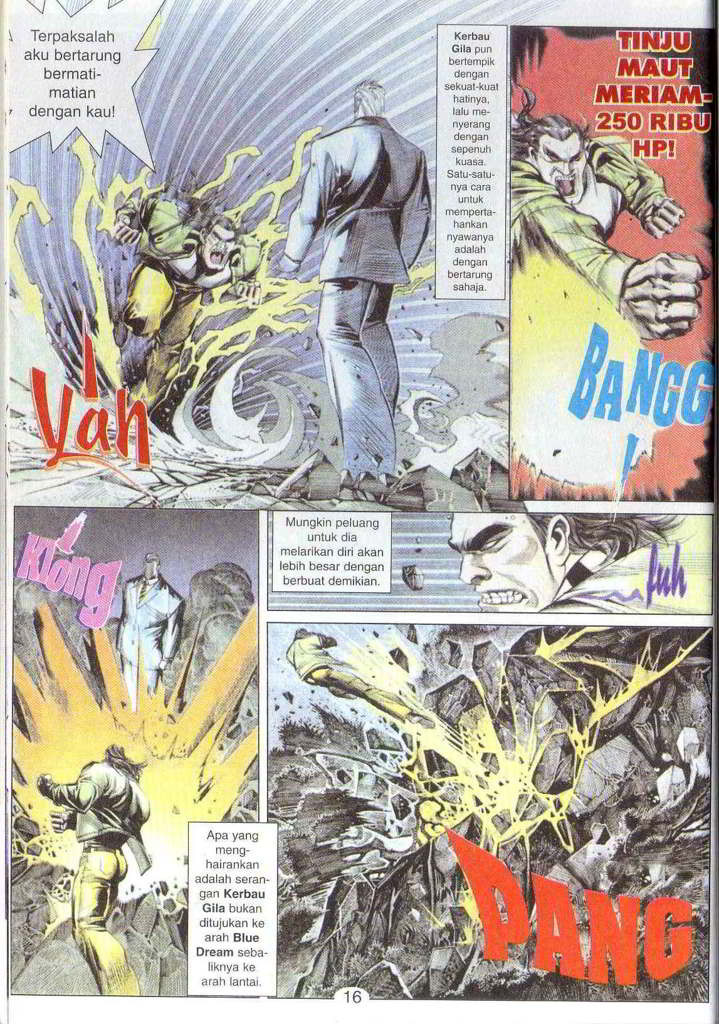 Terpaksalah
aku bertarung
bermati-
matian
dengan kau!
Kerbau
Gila pun
bertempik
dengan
sekuat-kuat
hatinya,
lalu me-
nyerang
dengan
sepenuh
kuasa.
Satu-satu-
nya cara
untuk
memperta-
hankan
nyawanya
adalah
dengan
bertarung
sahaja.
TINJU
MAUT
MERIAM-
250 RIBU
HP!
Yah!
BANGG!
Klong!
Mungkin peluang
untuk dia
melarikan diri akan
lebih besar dengan
berbuat demikian.
fuh
Apa yang
meng-
hairankan
adalah seran-
gan Kerbau
Gila bukan
ditujukan ke
arah Blue
Dream seba-
liknya ke
arah lantai.
PANG
16